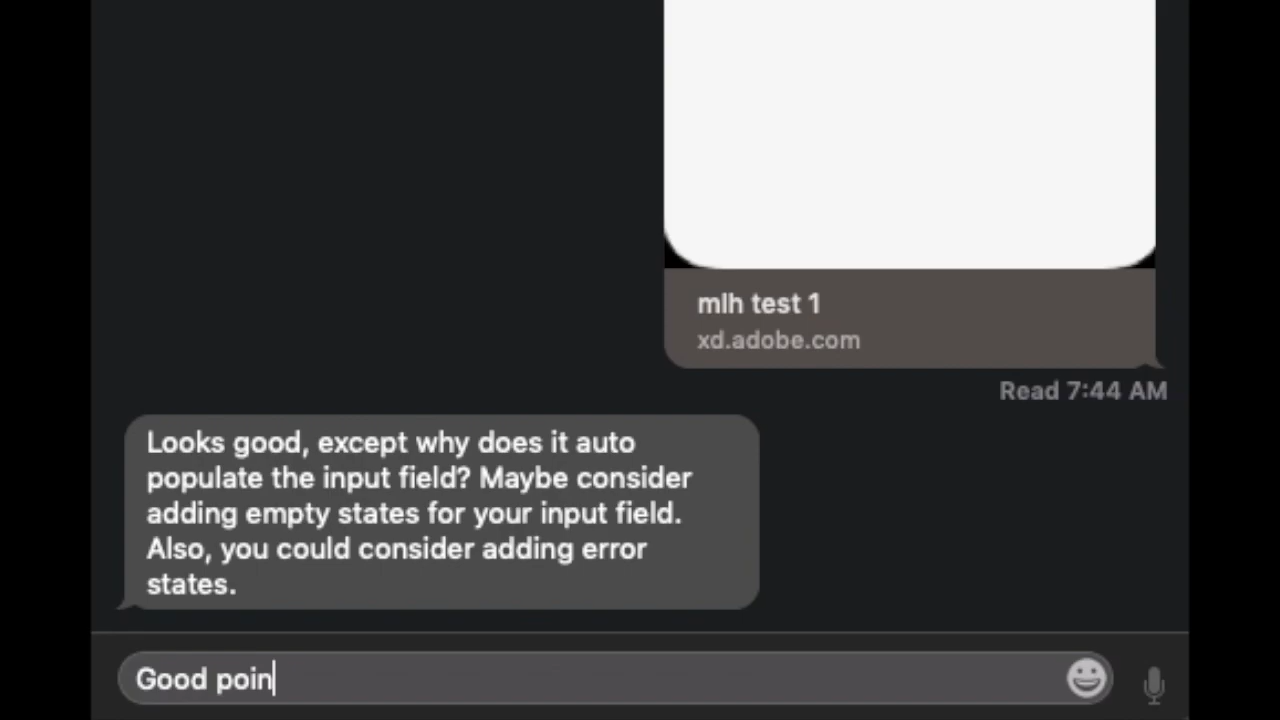 mlh test 1
xd.adobe.com
Read 7:44 AM
Looks good, except why does it auto
populate the input field? Maybe consider
adding empty states for your input field.
Also, you could consider adding error
states.
Good poin